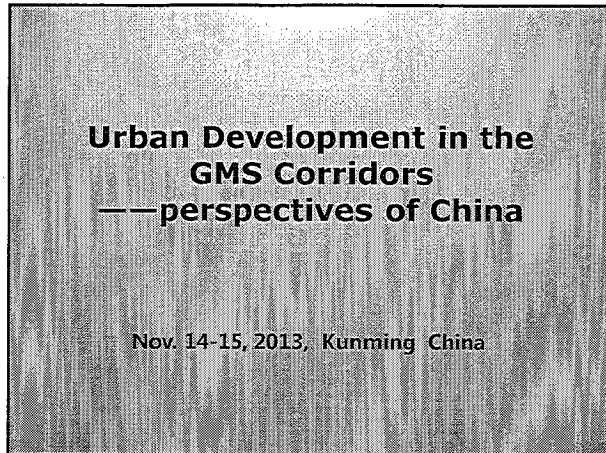 Urban Development in the
GMS Corridors
——perspectives of China
Nov. 14-15, 2013, Kunming China